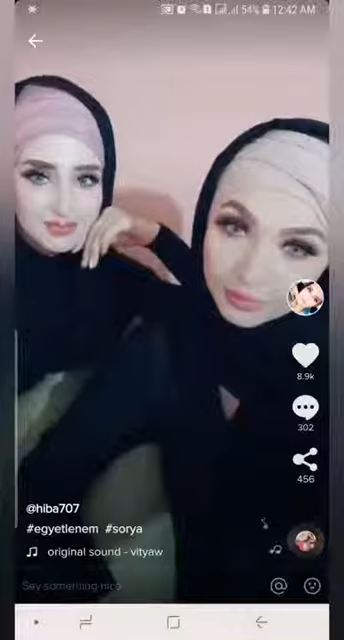 54% 12:42 AM
8.9k
302
456
@hiba707
#egyetlenem #sorya
original sound - vityaw
Say something nice